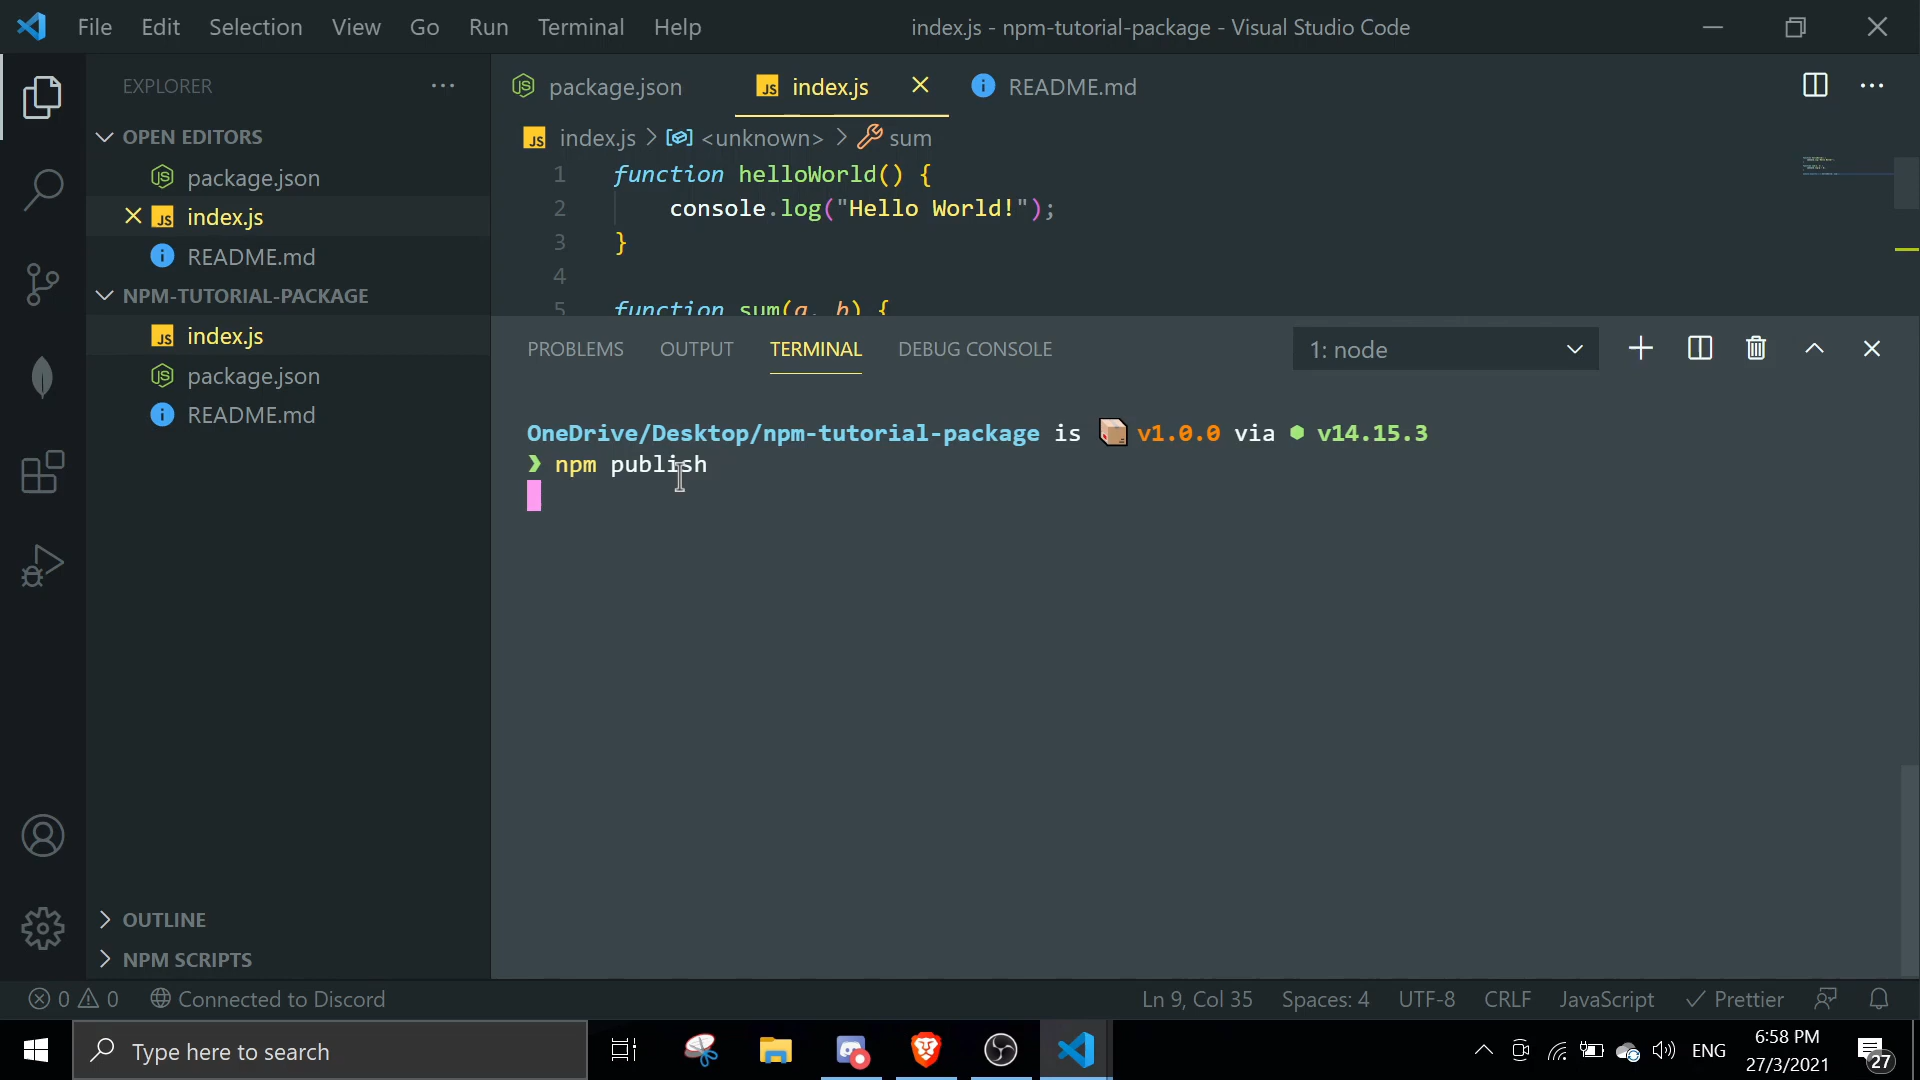 File Edit Selection View Go Run Terminal Help
index.js - npm-tutorial-package - Visual Studio Code
EXPLORER
OPEN EDITORS
package.json
index.js
README.md
NPM-TUTORIAL-PACKAGE
index.js
package.json
README.md
OUTLINE
NPM SCRIPTS
package.json index.js README.md
index.js > <unknown> > sum
1 function helloWorld() {
2 console.log("Hello World!");
3 }
4
5 function sum(a, b) {
PROBLEMS OUTPUT TERMINAL DEBUG CONSOLE
1: node
OneDrive/Desktop/npm-tutorial-package is v1.0.0 via v14.15.3
❯ npm publish
0 0 Connected to Discord
Ln 9, Col 35 Spaces: 4 UTF-8 CRLF JavaScript Prettier
Type here to search
ENG
6:58 PM
27/3/2021
27